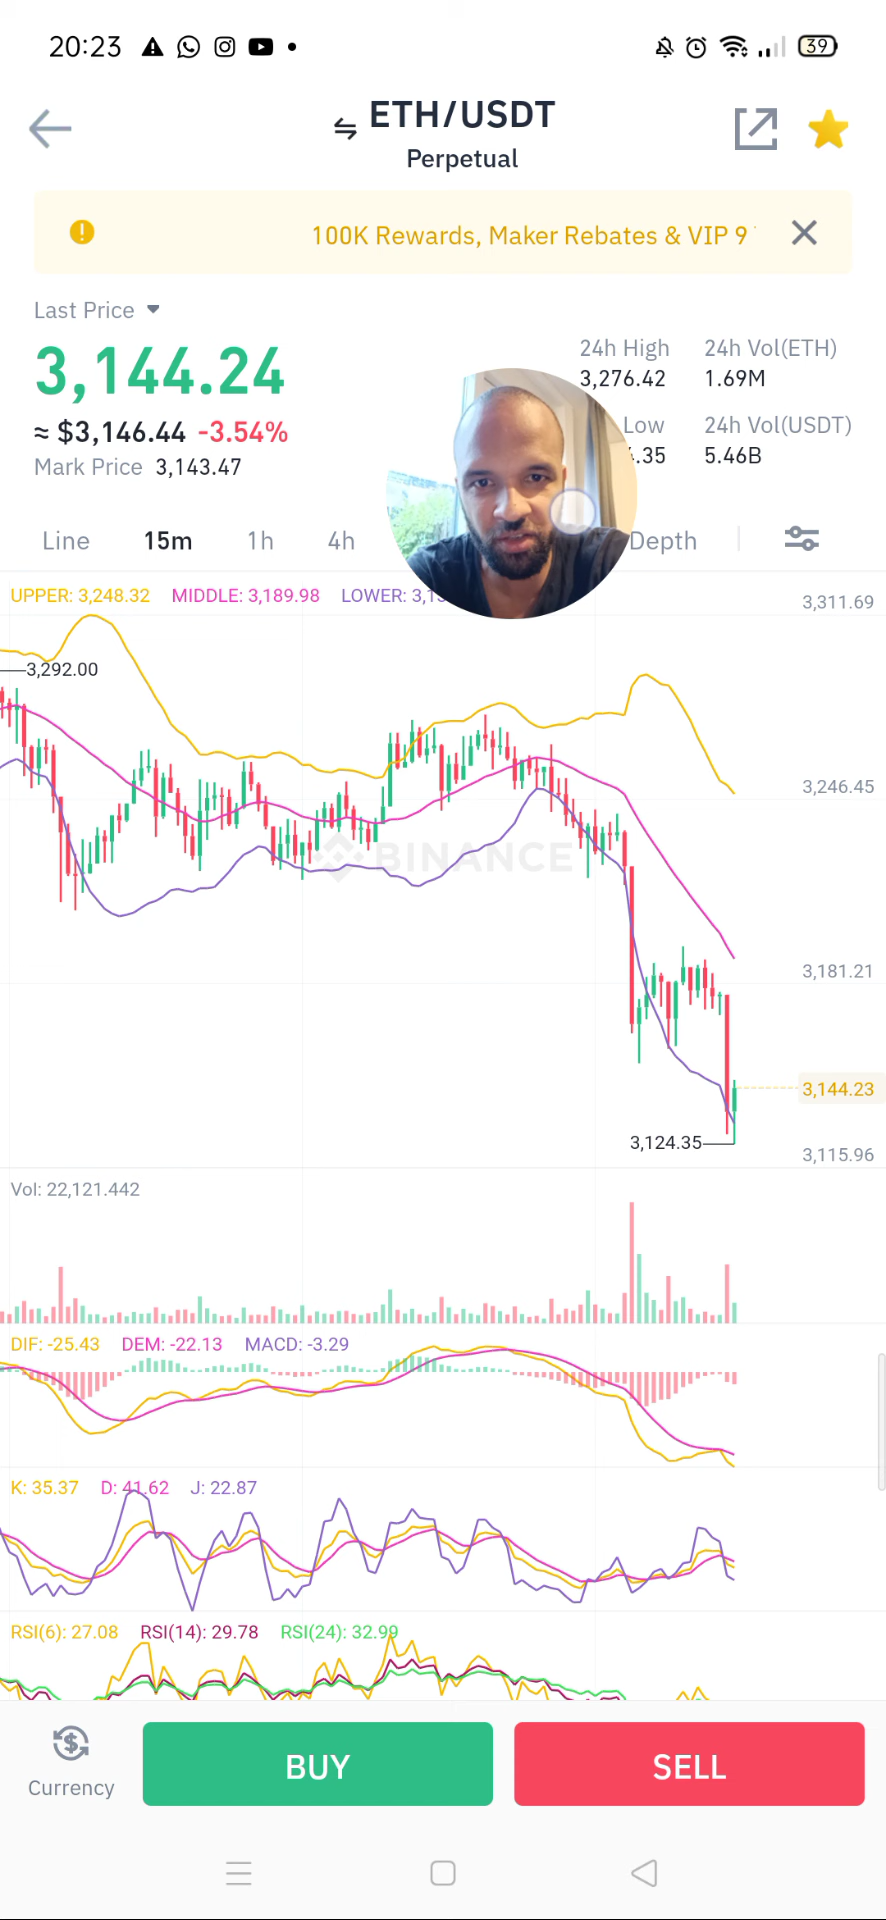 20:23
39
ETH/USDT
Perpetual
100K Rewards, Maker Rebates & VIP 9
Last Price
3,144.24
≈ $3,146.44 -3.54%
Mark Price 3,143.47
24h High
3,276.42
24h Vol(ETH)
1.69M
Low
.35
24h Vol(USDT)
5.46B
Line 15m 1h 4h Depth
UPPER: 3,248.32 MIDDLE: 3,189.98 LOWER: 3,1
3,311.69
3,292.00
3,246.45
BINANCE
3,181.21
3,144.23
3,124.35
3,115.96
Vol: 22,121.442
DIF: -25.43 DEM: -22.13 MACD: -3.29
K: 35.37 D: 41.62 J: 22.87
RSI(6): 27.08 RSI(14): 29.78 RSI(24): 32.99
Currency
BUY
SELL